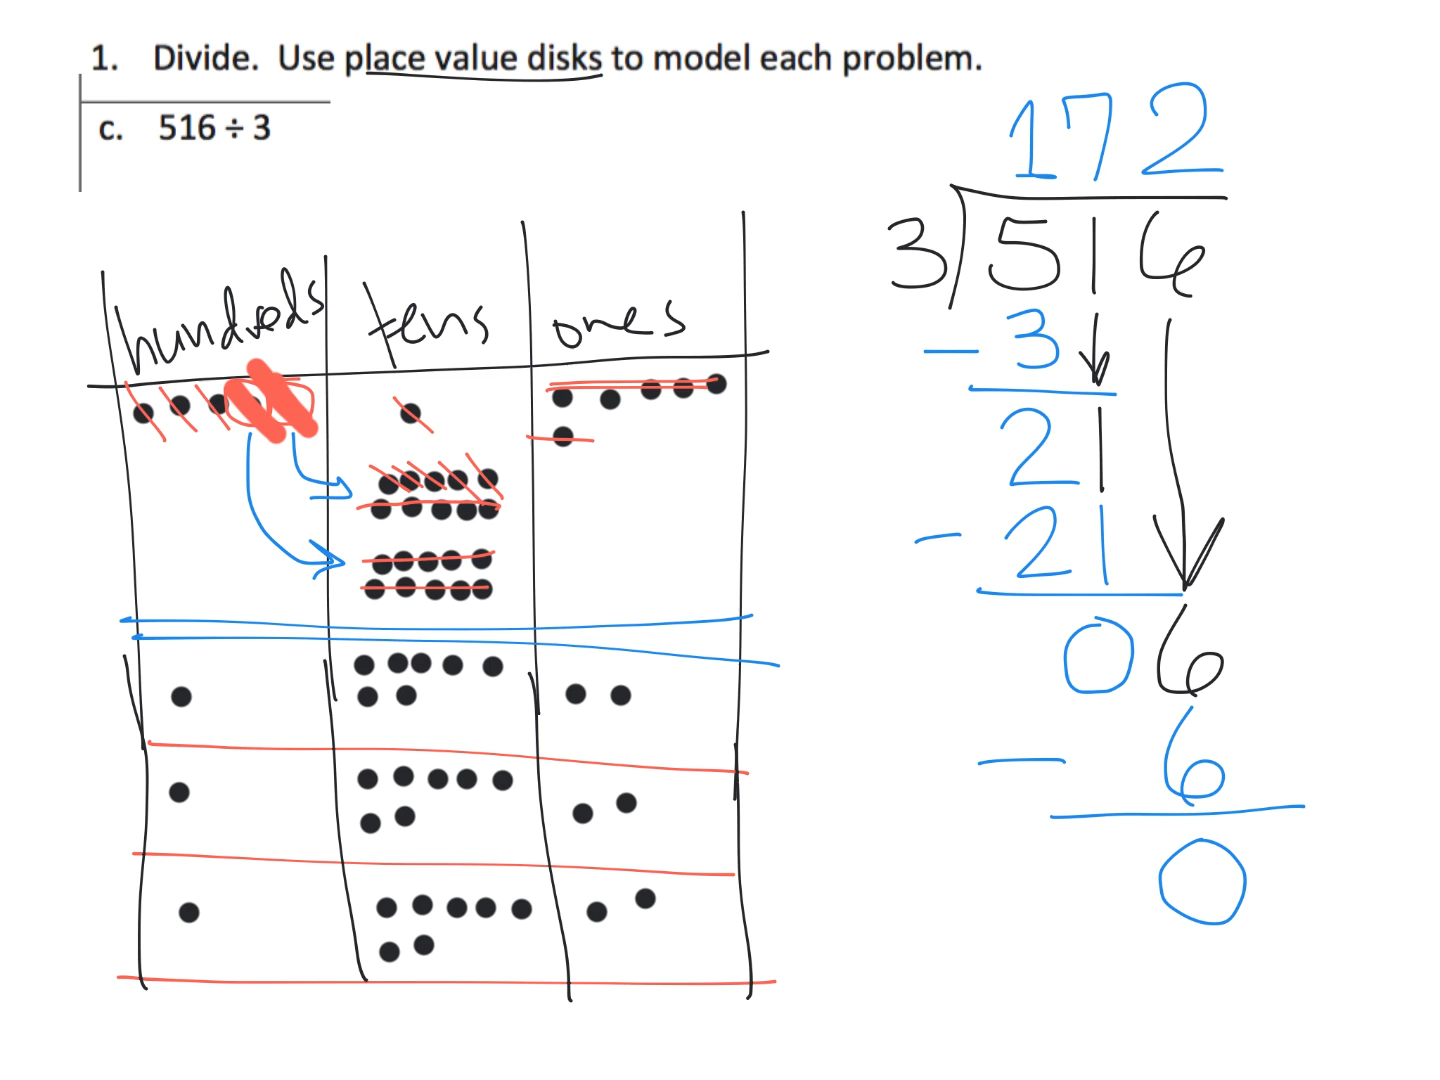 1. Divide. Use place value disks to model each problem.
c. 516 ÷ 3
hundreds tens ones
172
3)516
- 3
21
- 21
06
- 6
0